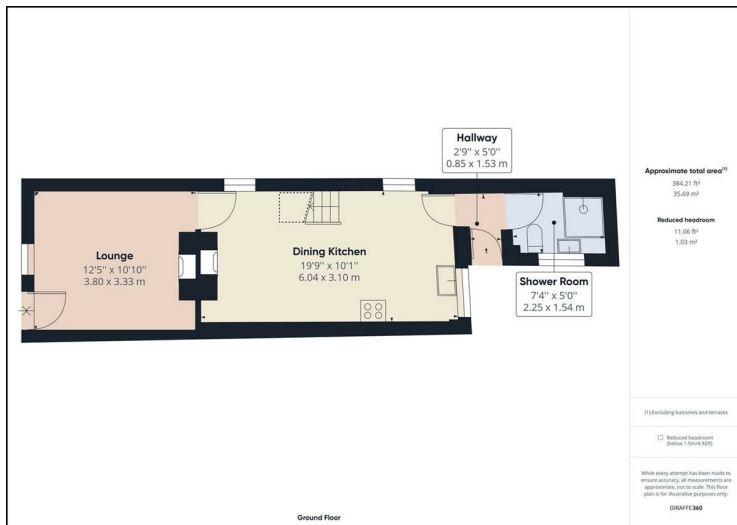 Hallway
2'9" x 5'0"
0.85 x 1.53 m
Lounge
12'5" x 10'10"
3.80 x 3.33 m
Dining Kitchen
19'9" x 10'1"
6.04 x 3.10 m
Shower Room
7'4" x 5'0"
2.25 x 1.54 m
Ground Floor
Approximate total area(1)
384.21 ft²
35.69 m²
Reduced headroom
11.06 ft²
1.03 m²
(1) Excluding balconies and terraces
Reduced headroom
(below 1.5m/4.92ft)
While every attempt has been made to
ensure accuracy, all measurements are
approximate, not to scale. This floor
plan is for illustrative purposes only.
GIRAFFE360